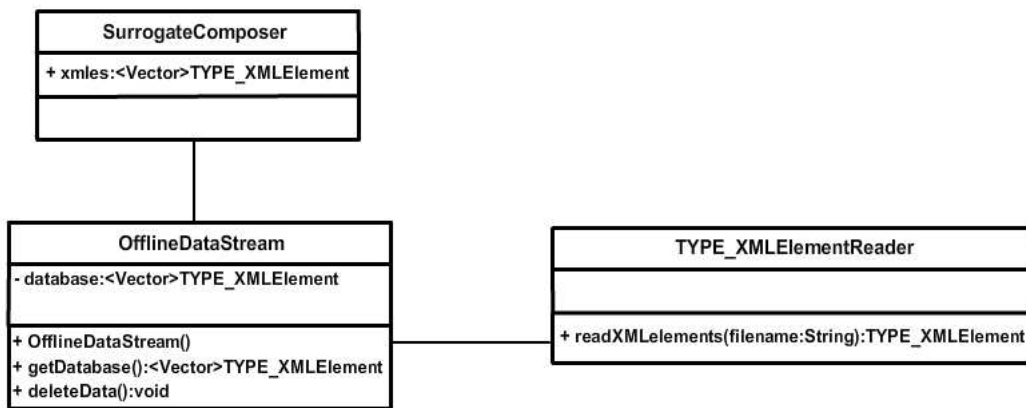 SurrogateComposer
+ xmles:<Vector>TYPE_XMLElement
OfflineDataStream
- database:<Vector>TYPE_XMLElement
+ OfflineDataStream()
+ getDatabase():<Vector>TYPE_XMLElement
+ deleteData():void
TYPE_XMLElementReader
+ readXMLelements(filename:String):TYPE_XMLElement